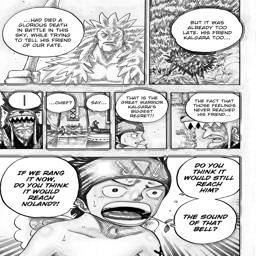 ...HAD DIED A
GLORIOUS DEATH
IN BATTLE IN THIS
SKY, WHILE TRYING
TO TELL HIS FRIEND
OF OUR FATE.
BUT IT WAS
ALREADY TOO
LATE. HIS FRIEND
KALGARA TOO...
!
...CHIEF?
SAY...
THAT IS THE
GREAT WARRIOR
KALGARA'S
BIGGEST
REGRET?!
THE FACT THAT
THOSE FEELINGS
NEVER REACHED
HIS FRIEND...
IF WE RANG
IT NOW,
DO YOU THINK IT
WOULD
REACH
NOLAND?!
DO YOU
THINK IT
WOULD STILL
REACH
HIM?
THE SOUND
OF THAT
BELL?